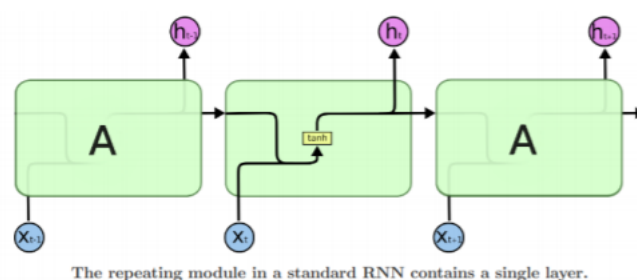 hₜ₋₁ hₜ hₜ₊₁
A tanh A
Xₜ₋₁ Xₜ Xₜ₊₁
The repeating module in a standard RNN contains a single layer.